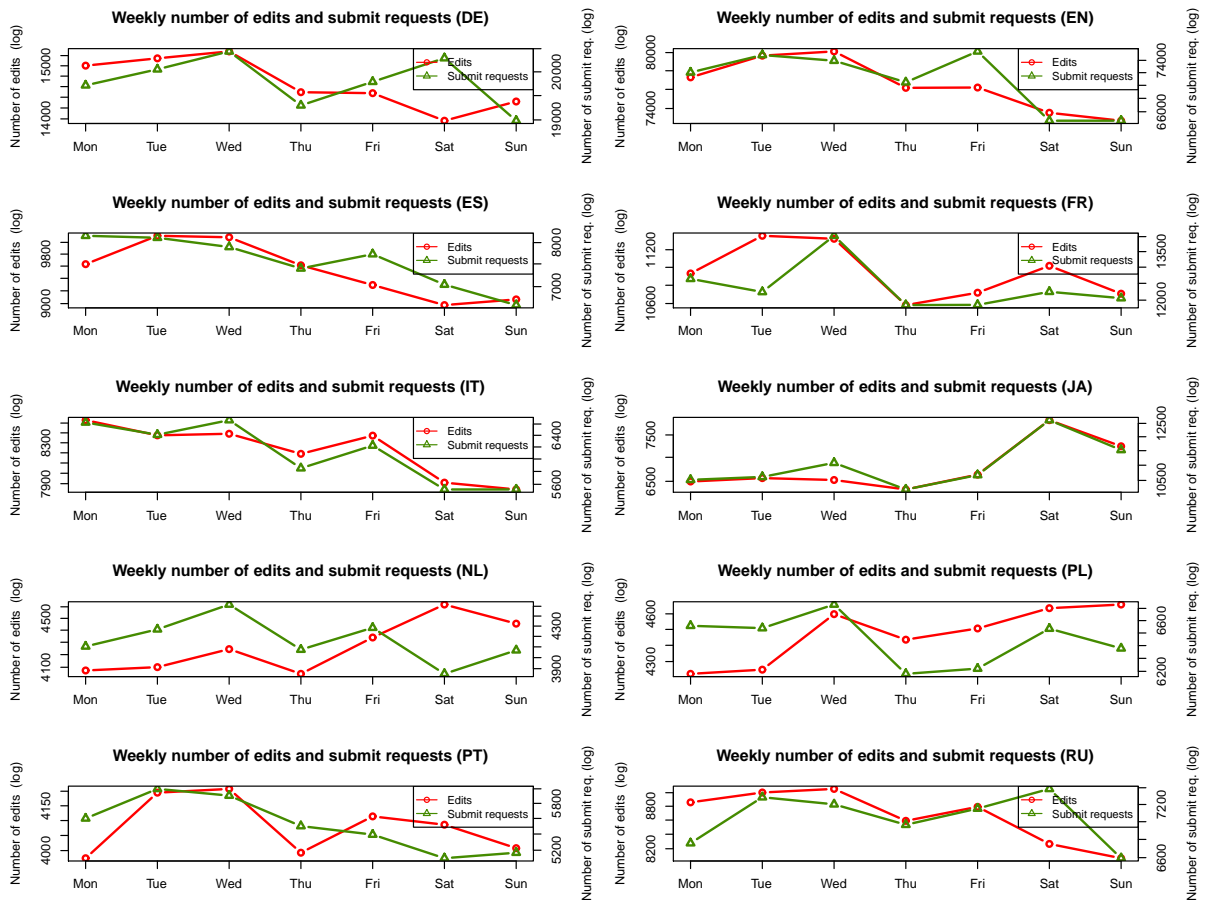 Weekly number of edits and submit requests (DE)
Number of edits (log)
14000 15000
Edits
Submit requests
19000 20000
Number of submit req. (log)
Mon Tue Wed Thu Fri Sat Sun
Weekly number of edits and submit requests (EN)
Number of edits (log)
74000 80000
Edits
Submit requests
66000 74000
Number of submit req. (log)
Mon Tue Wed Thu Fri Sat Sun
Weekly number of edits and submit requests (ES)
Number of edits (log)
9000 9800
Edits
Submit requests
7000 8000
Number of submit req. (log)
Mon Tue Wed Thu Fri Sat Sun
Weekly number of edits and submit requests (FR)
Number of edits (log)
10600 11200
Edits
Submit requests
12000 13500
Number of submit req. (log)
Mon Tue Wed Thu Fri Sat Sun
Weekly number of edits and submit requests (IT)
Number of edits (log)
7900 8300
Edits
Submit requests
5600 6400
Number of submit req. (log)
Mon Tue Wed Thu Fri Sat Sun
Weekly number of edits and submit requests (JA)
Number of edits (log)
6500 7500
10500 12500
Number of submit req. (log)
Mon Tue Wed Thu Fri Sat Sun
Weekly number of edits and submit requests (NL)
Number of edits (log)
4100 4500
3900 4300
Number of submit req. (log)
Mon Tue Wed Thu Fri Sat Sun
Weekly number of edits and submit requests (PL)
Number of edits (log)
4300 4600
6200 6600
Number of submit req. (log)
Mon Tue Wed Thu Fri Sat Sun
Weekly number of edits and submit requests (PT)
Number of edits (log)
4000 4150
Edits
Submit requests
5200 5800
Number of submit req. (log)
Mon Tue Wed Thu Fri Sat Sun
Weekly number of edits and submit requests (RU)
Number of edits (log)
8200 8800
Edits
Submit requests
6600 7200
Number of submit req. (log)
Mon Tue Wed Thu Fri Sat Sun